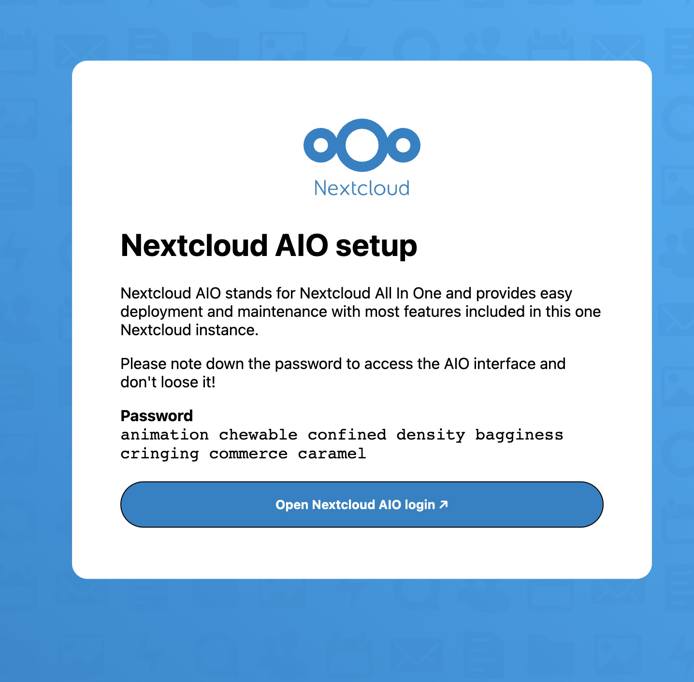 Nextcloud
Nextcloud AIO setup
Nextcloud AIO stands for Nextcloud All In One and provides easy
deployment and maintenance with most features included in this one
Nextcloud instance.
Please note down the password to access the AIO interface and
don't loose it!
Password
animation chewable confined density bagginess
cringing commerce caramel
Open Nextcloud AIO login ↗